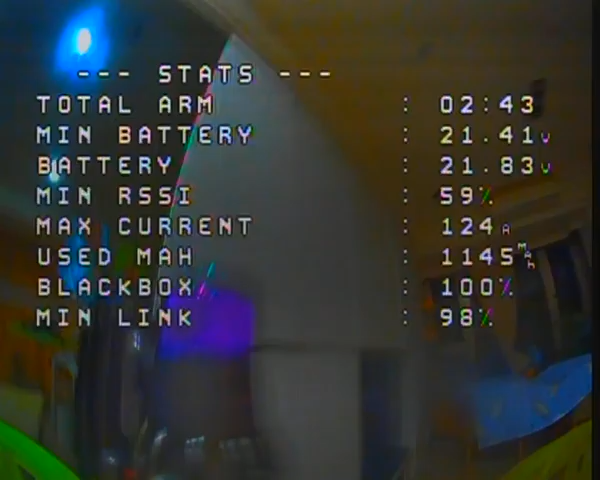 --- STATS ---
TOTAL ARM : 02:43
MIN BATTERY : 21.41V
BATTERY : 21.83V
MIN RSSI : 59%
MAX CURRENT : 124A
USED MAH : 1145mAh
BLACKBOX : 100%
MIN LINK : 98%